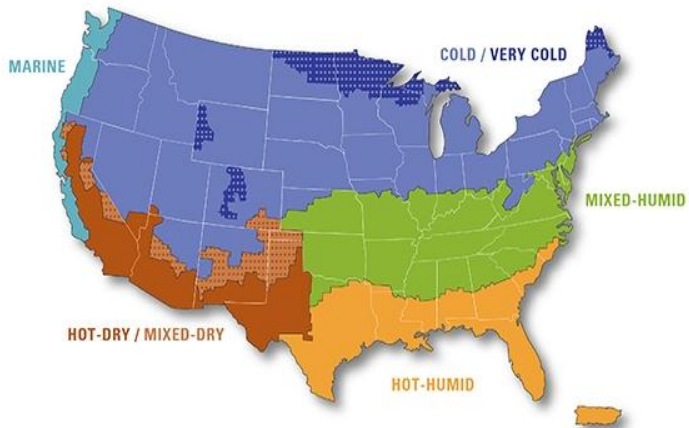 COLD / VERY COLD
MARINE
MIXED-HUMID
HOT-DRY / MIXED-DRY
HOT-HUMID